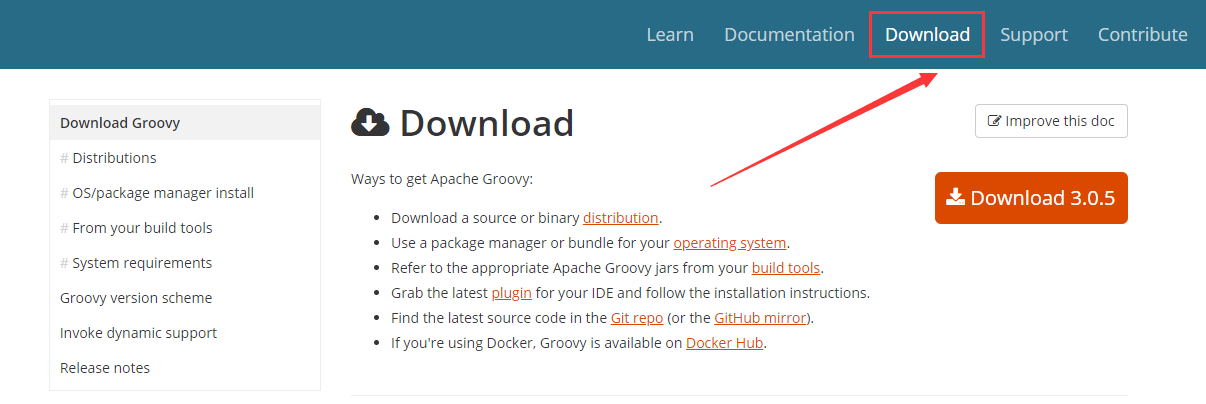 Learn Documentation Download Support Contribute
Download Groovy
# Distributions
# OS/package manager install
# From your build tools
# System requirements
Groovy version scheme
Invoke dynamic support
Release notes
Download
Improve this doc
Ways to get Apache Groovy:
Download 3.0.5
• Download a source or binary distribution.
• Use a package manager or bundle for your operating system.
• Refer to the appropriate Apache Groovy jars from your build tools.
• Grab the latest plugin for your IDE and follow the installation instructions.
• Find the latest source code in the Git repo (or the GitHub mirror).
• If you're using Docker, Groovy is available on Docker Hub.